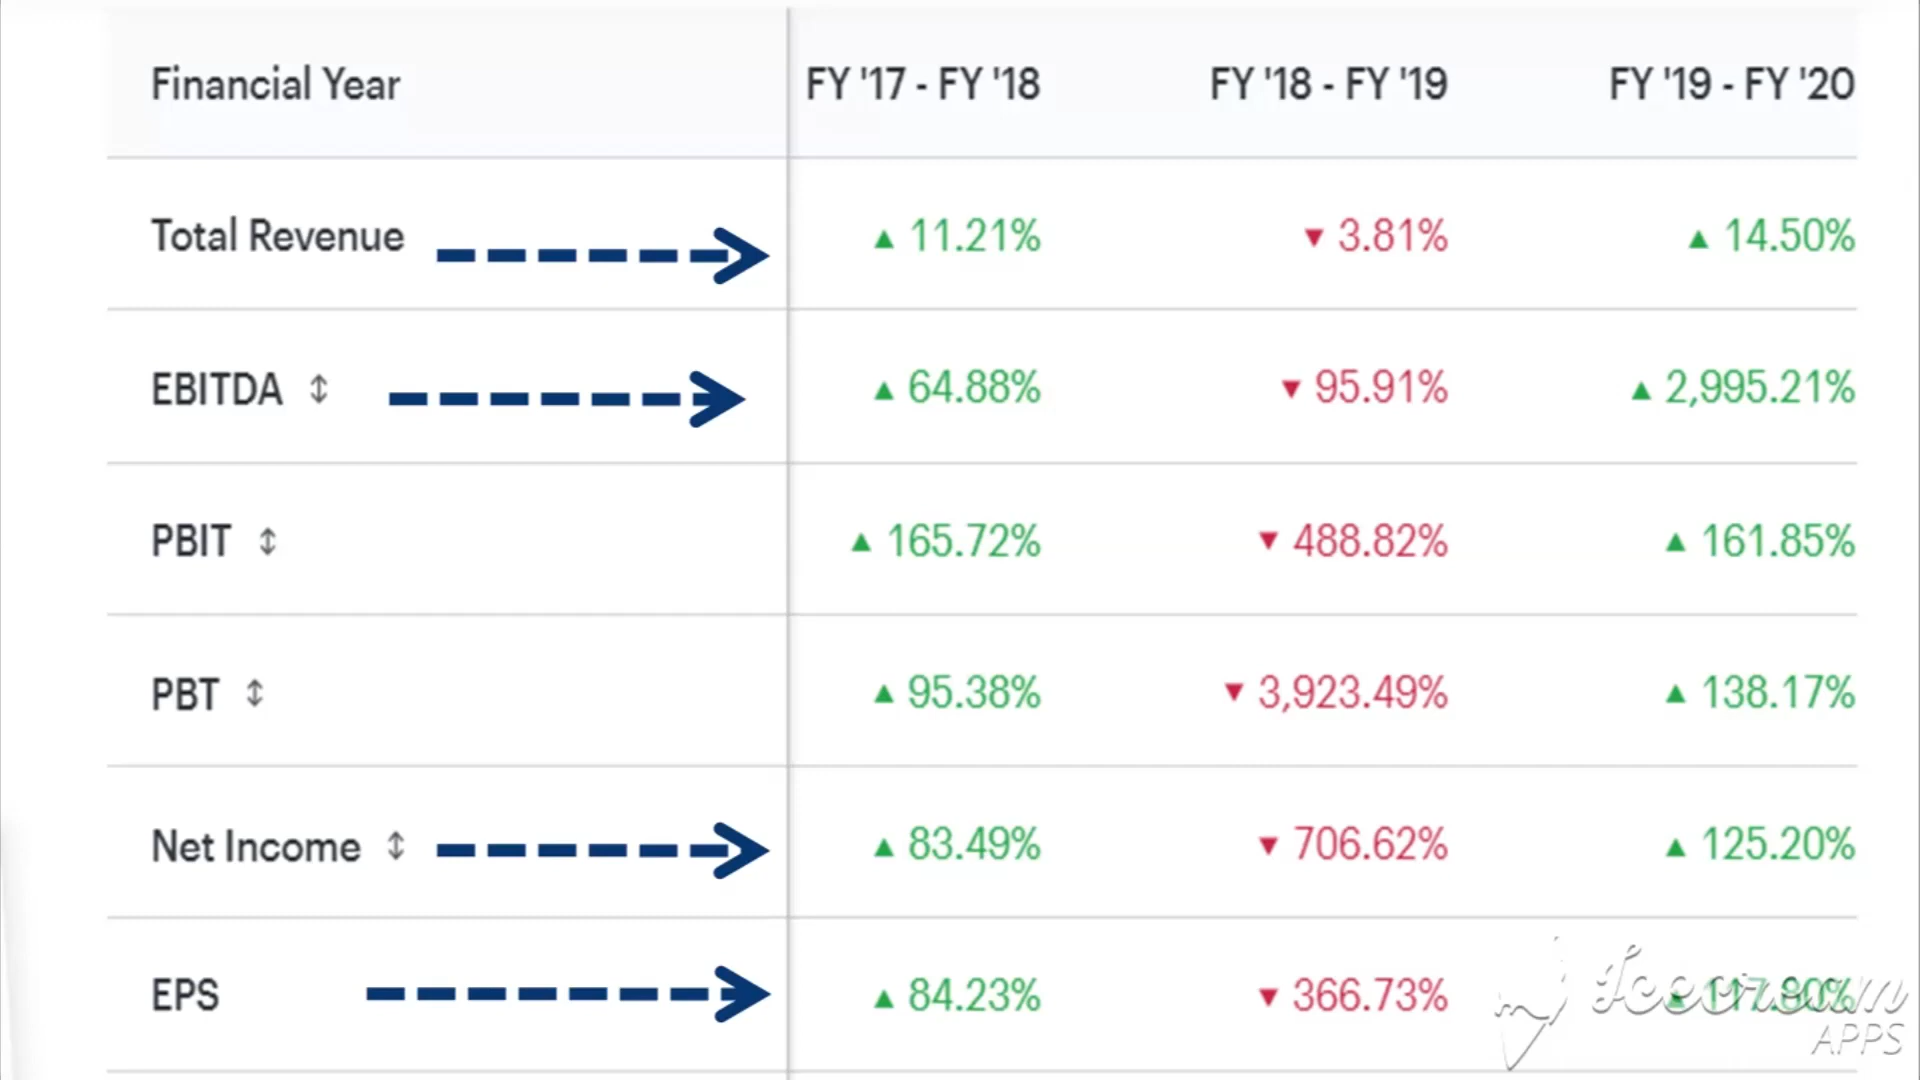 Financial Year FY '17 - FY '18 FY '18 - FY '19 FY '19 - FY '20
Total Revenue ▲ 11.21% ▼ 3.81% ▲ 14.50%
EBITDA ↕ ▲ 64.88% ▼ 95.91% ▲ 2,995.21%
PBIT ↕ ▲ 165.72% ▼ 488.82% ▲ 161.85%
PBT ↕ ▲ 95.38% ▼ 3,923.49% ▲ 138.17%
Net Income ↕ ▲ 83.49% ▼ 706.62% ▲ 125.20%
EPS ▲ 84.23% ▼ 366.73% ▲ 117.80%
Icecream
APPS